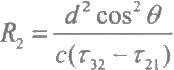 R₂ = d² cos² θ / c(τ₃₂ − τ₂₁)